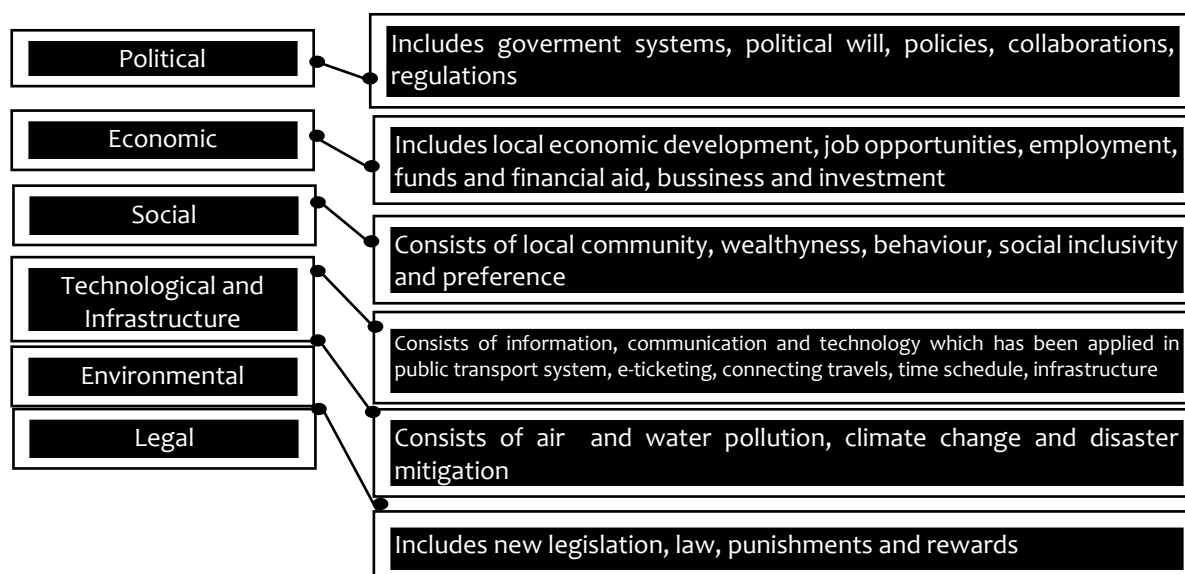 Political
Includes goverment systems, political will, policies, collaborations,
regulations
Economic
Includes local economic development, job opportunities, employment,
funds and financial aid, bussiness and investment
Social
Consists of local community, wealthyness, behaviour, social inclusivity
and preference
Technological and
Infrastructure
Consists of information, communication and technology which has been applied in
public transport system, e-ticketing, connecting travels, time schedule, infrastructure
Environmental
Consists of air and water pollution, climate change and disaster
mitigation
Legal
Includes new legislation, law, punishments and rewards